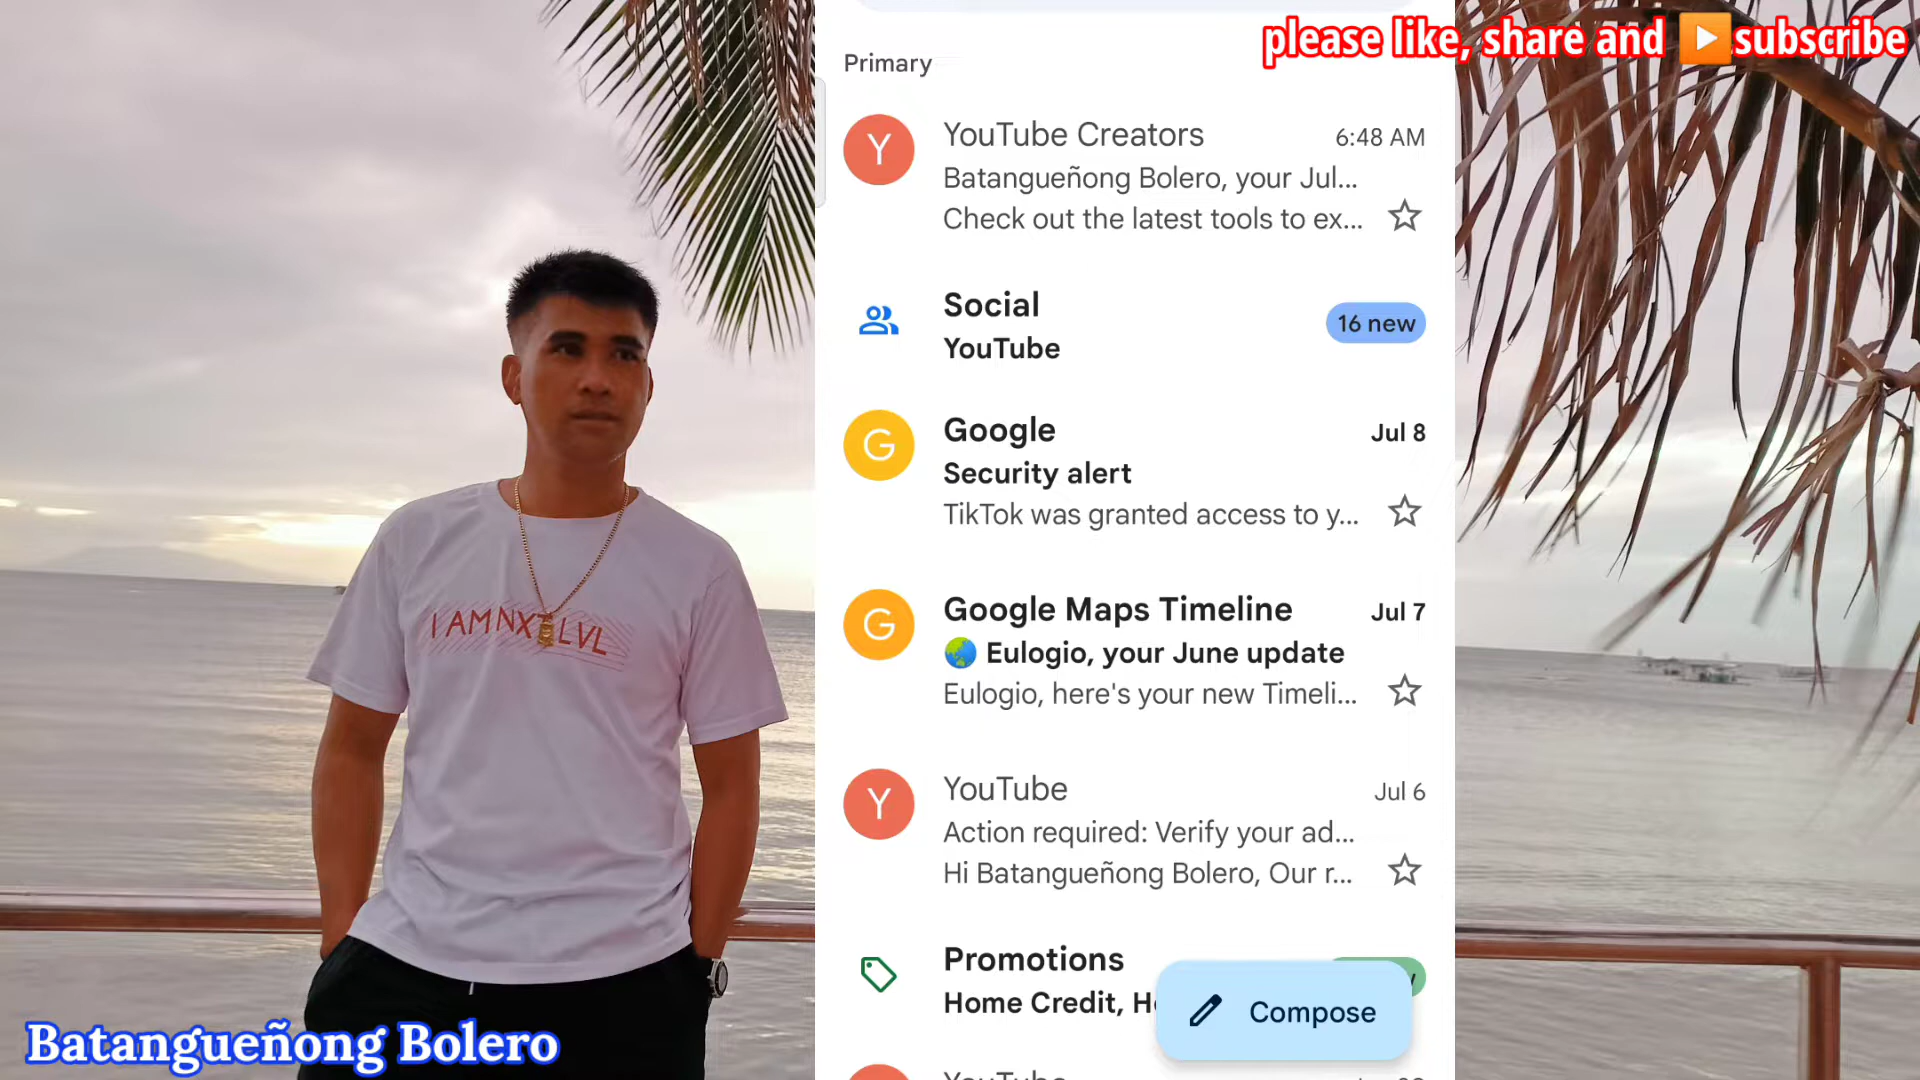 please like, share and ▶️subscribe
Primary
Y
YouTube Creators
6:48 AM
Batangueñong Bolero, your Jul...
Check out the latest tools to ex...
Social
16 new
YouTube
G
Google
Jul 8
Security alert
TikTok was granted access to y...
G
Google Maps Timeline
Jul 7
🌏 Eulogio, your June update
Eulogio, here's your new Timeli...
Y
YouTube
Jul 6
Action required: Verify your ad...
Hi Batangueñong Bolero, Our r...
Promotions
Home Credit, H
Compose
I AM NXT LVL
Batangueñong Bolero